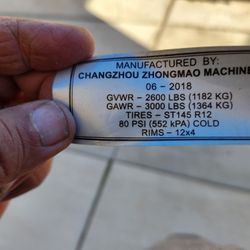 MANUFACTURED BY:
CHANGZHOU ZHONGMAO MACHINE
06 - 2018
GVWR - 2600 LBS (1182 KG)
GAWR - 3000 LBS (1364 KG)
TIRES - ST145 R12
80 PSI (552 kPA) COLD
RIMS - 12x4